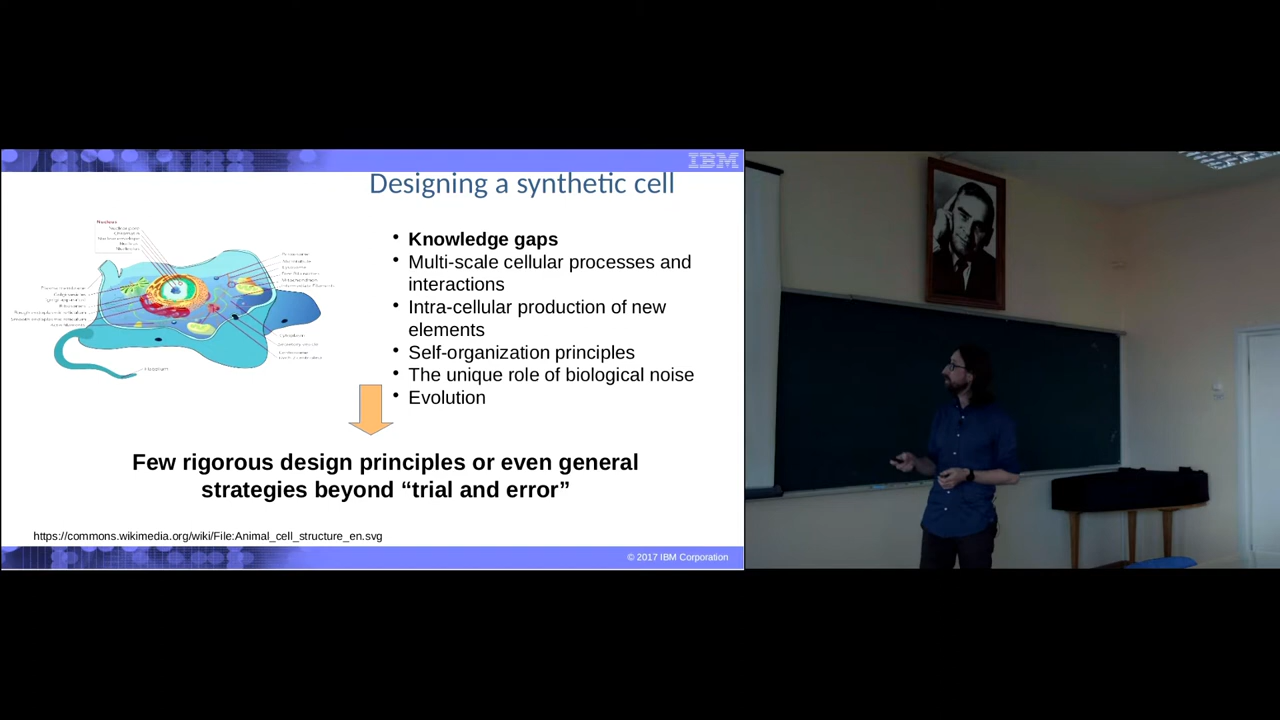 IBM
Designing a synthetic cell
Nucleus
• Knowledge gaps
• Multi-scale cellular processes and
interactions
• Intra-cellular production of new
elements
• Self-organization principles
• The unique role of biological noise
• Evolution
Few rigorous design principles or even general
strategies beyond “trial and error”
https://commons.wikimedia.org/wiki/File:Animal_cell_structure_en.svg
© 2017 IBM Corporation